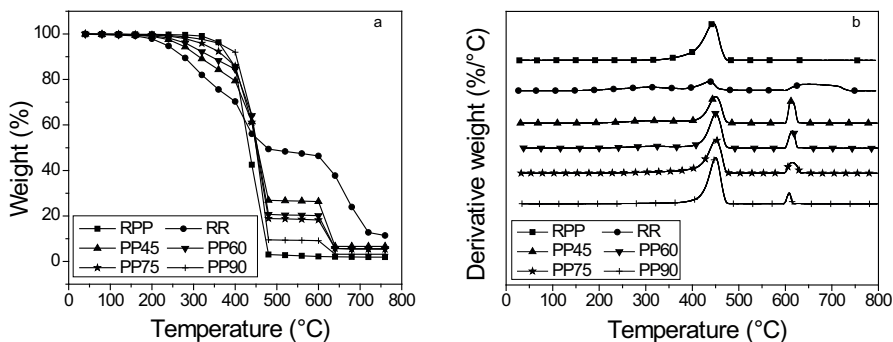 a
Weight (%)
100
80
60
40
20
0
RPP RR
PP45 PP60
PP75 PP90
0 100 200 300 400 500 600 700 800
Temperature (°C)
b
Derivative weight (%/°C)
RPP RR
PP45 PP60
PP75 PP90
0 100 200 300 400 500 600 700 800
Temperature (°C)